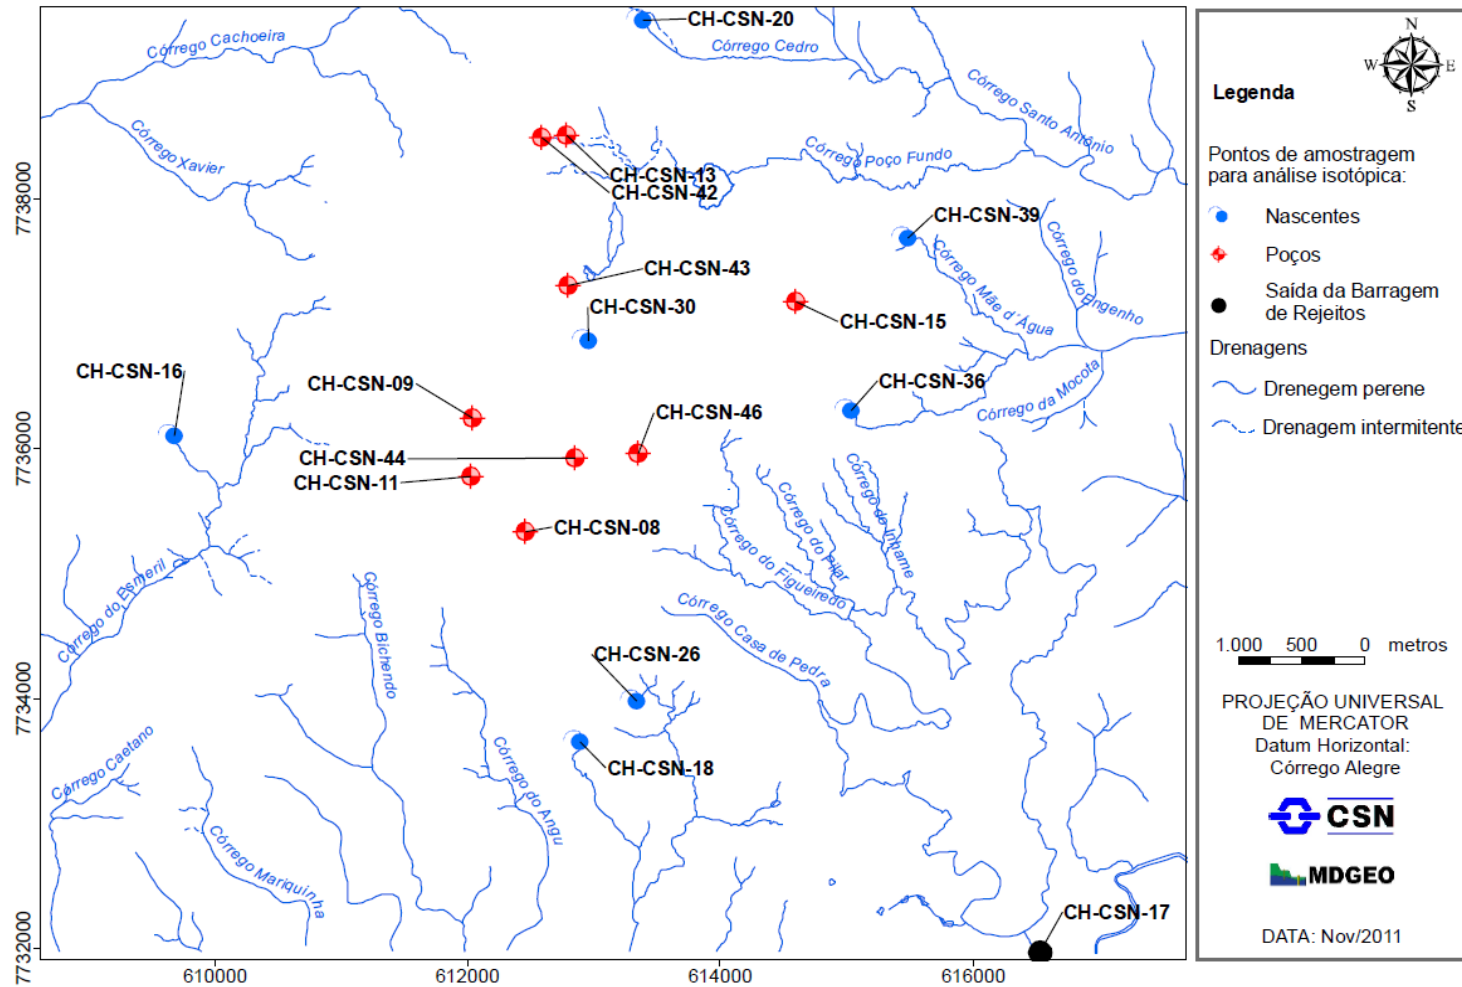 CH-CSN-20
Córrego Cachoeira
Córrego Cedro
Córrego Santo Antônio
Córrego Xavier
Córrego Poço Fundo
CH-CSN-13
CH-CSN-42
CH-CSN-39
Córrego do Engenho
Córrego Mãe d´Água
CH-CSN-43
CH-CSN-30
CH-CSN-15
CH-CSN-16
CH-CSN-09
CH-CSN-36
Córrego da Mocota
CH-CSN-46
CH-CSN-44
CH-CSN-11
CH-CSN-08
Córrego do Inhame
Córrego do Pilar
Córrego do Figueiredo
Córrego do Esmeril
Córrego Bichendo
Córrego Casa de Pedra
CH-CSN-26
CH-CSN-18
Córrego Caetano
Córrego do Angu
Córrego Mariquinha
CH-CSN-17
7738000
7736000
7734000
7732000
610000
612000
614000
616000
N
W
E
S
Legenda
Pontos de amostragem
para análise isotópica:
Nascentes
Poços
Saída da Barragem
de Rejeitos
Drenagens
Drenegem perene
Drenagem intermitente
1.000 500 0 metros
PROJEÇÃO UNIVERSAL
DE MERCATOR
Datum Horizontal:
Córrego Alegre
CSN
MDGEO
DATA: Nov/2011